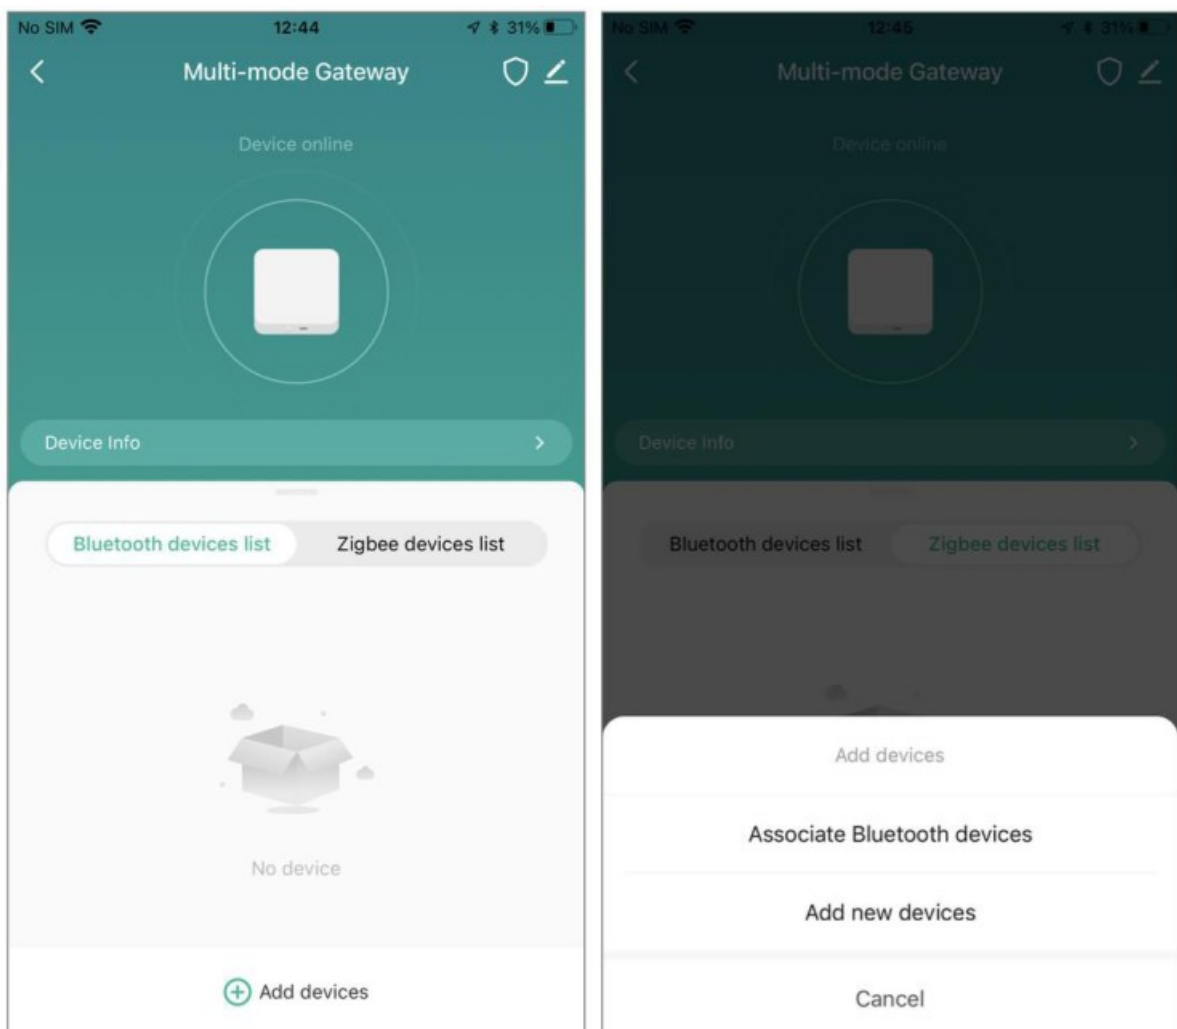 No SIM 12:44 31%
Multi-mode Gateway
Device online
Device Info
Bluetooth devices list Zigbee devices list
No device
Add devices
No SIM 12:45 31%
Multi-mode Gateway
Device online
Device Info
Bluetooth devices list Zigbee devices list
Add devices
Associate Bluetooth devices
Add new devices
Cancel